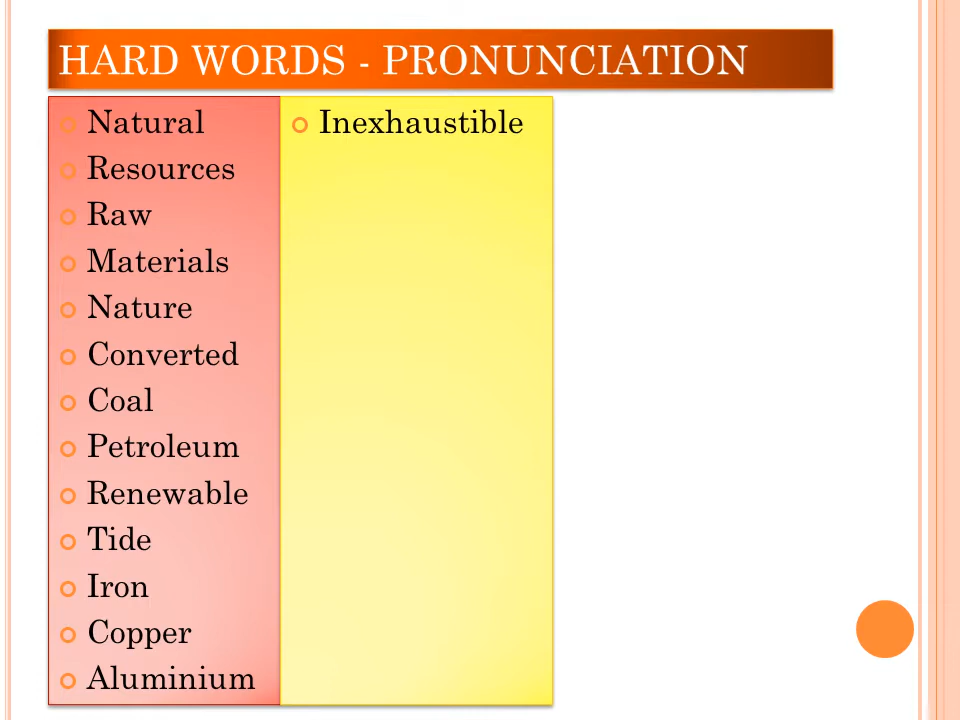 HARD WORDS - PRONUNCIATION
Natural
Resources
Raw
Materials
Nature
Converted
Coal
Petroleum
Renewable
Tide
Iron
Copper
Aluminium
Inexhaustible